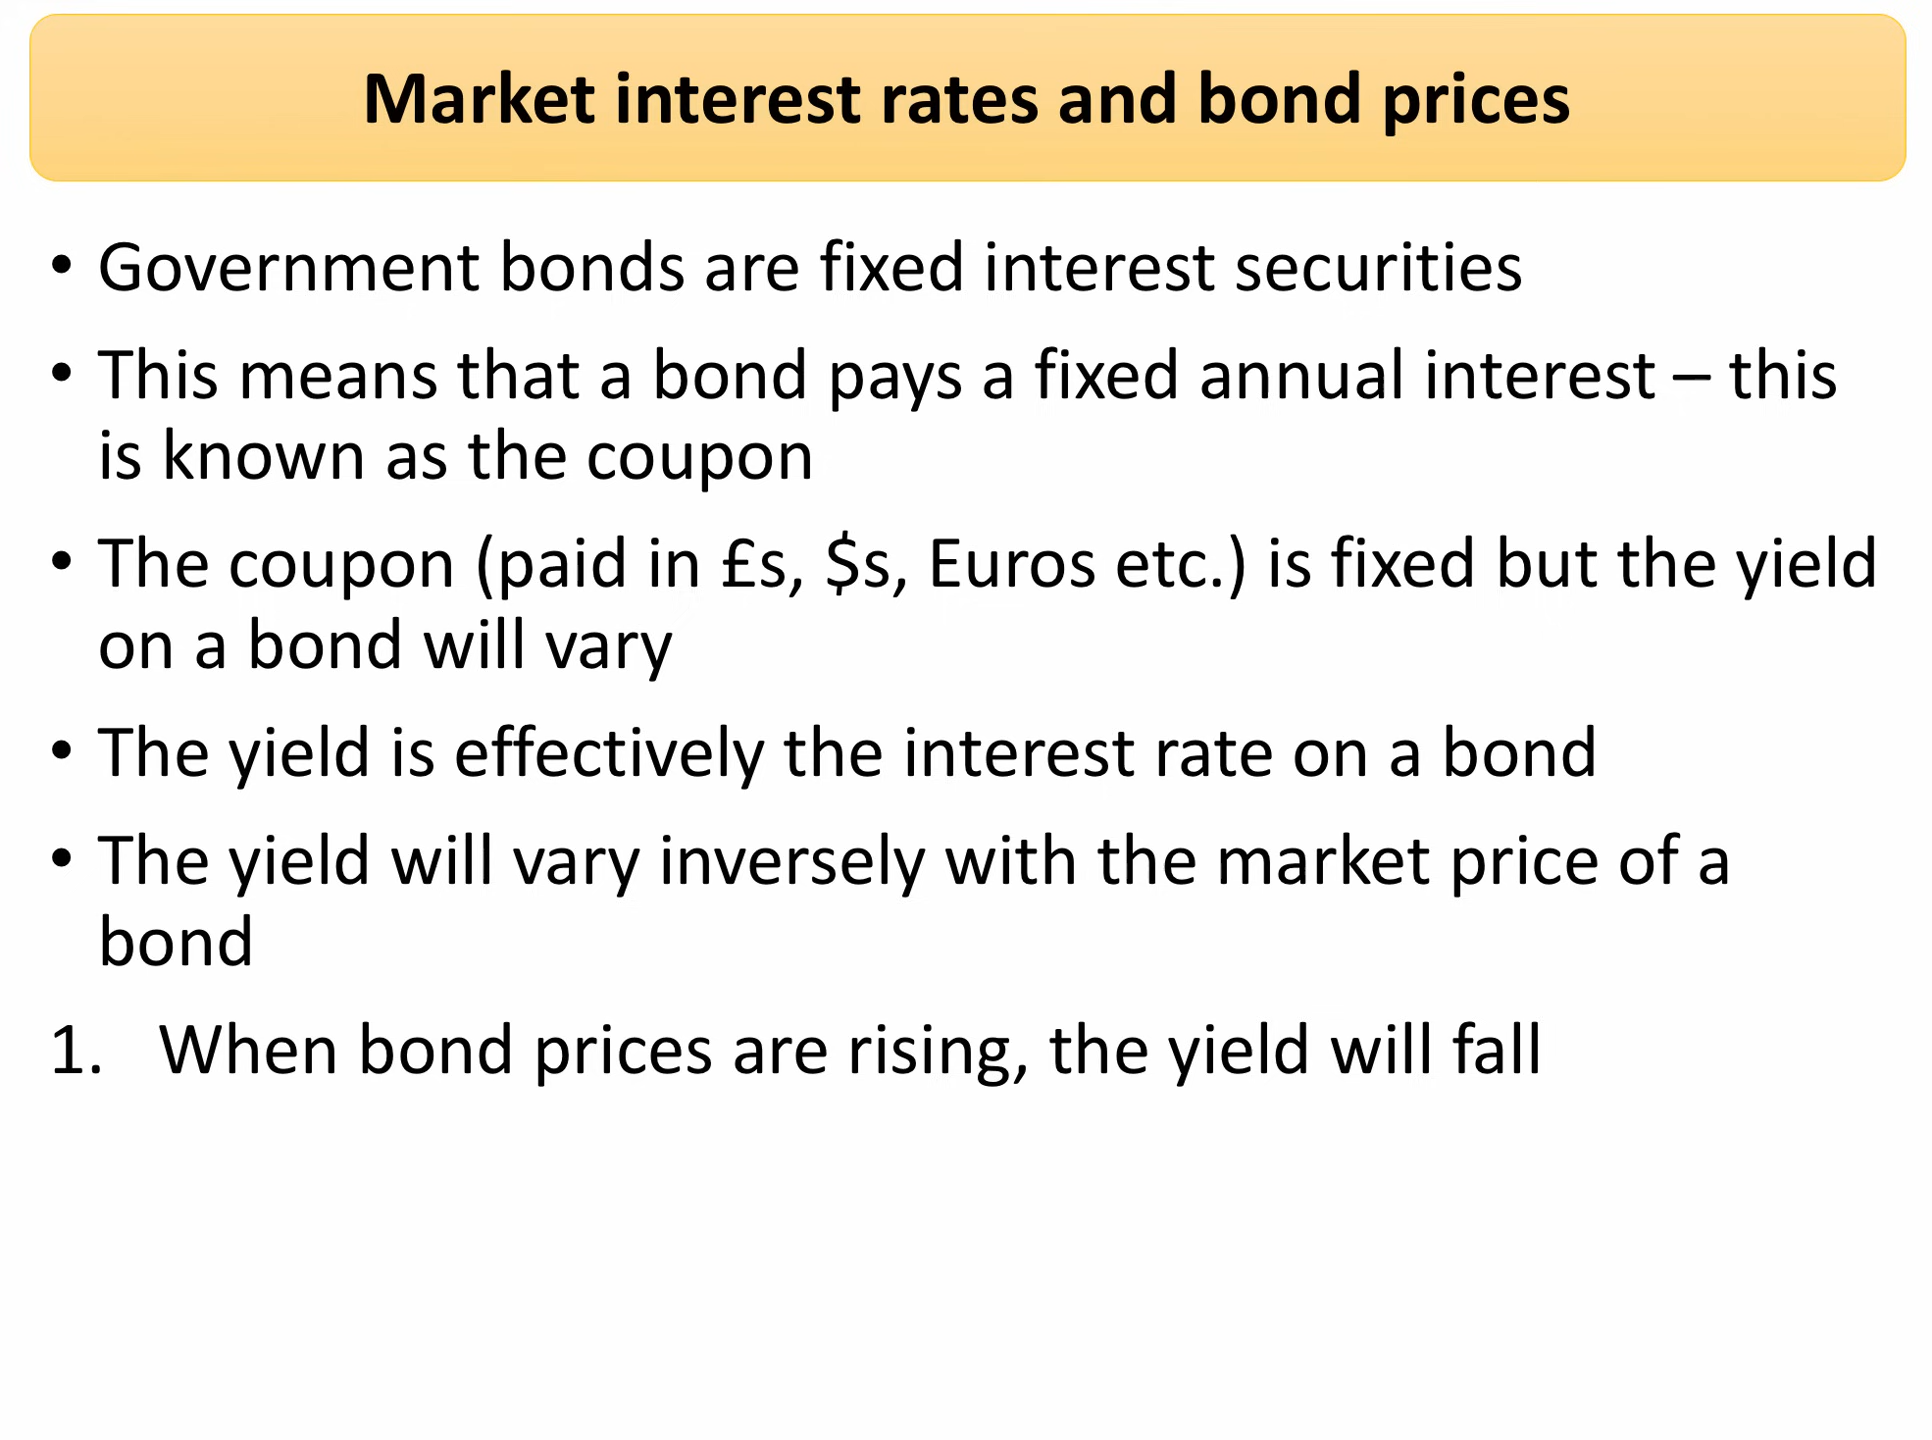 Market interest rates and bond prices
• Government bonds are fixed interest securities
• This means that a bond pays a fixed annual interest – this
is known as the coupon
• The coupon (paid in £s, $s, Euros etc.) is fixed but the yield
on a bond will vary
• The yield is effectively the interest rate on a bond
• The yield will vary inversely with the market price of a
bond
1. When bond prices are rising, the yield will fall